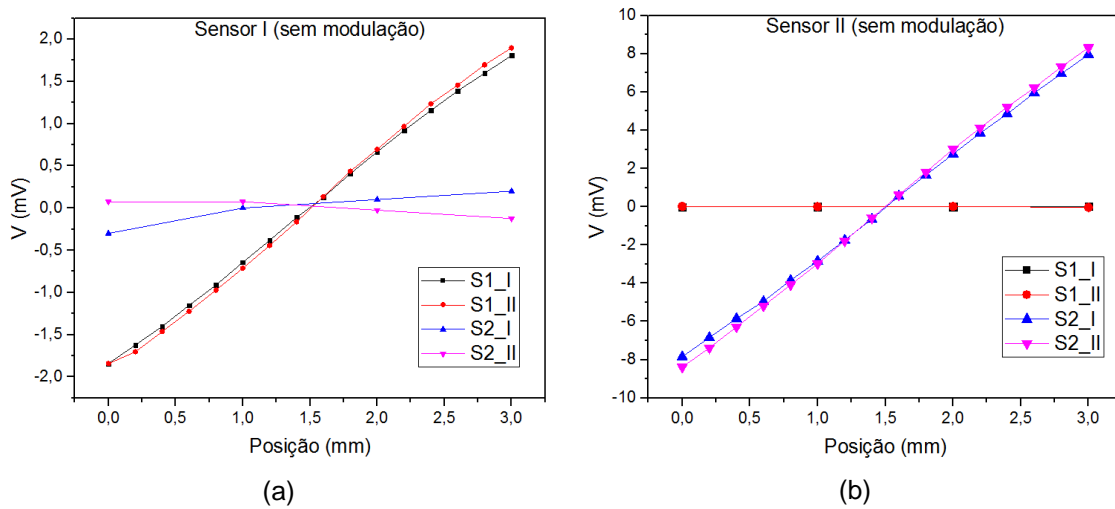 Sensor I (sem modulação)
2,0
1,5
1,0
0,5
0,0
-0,5
-1,0
-1,5
-2,0
V (mV)
S1_I
S1_II
S2_I
S2_II
0,0 0,5 1,0 1,5 2,0 2,5 3,0
Posição (mm)
(a)
Sensor II (sem modulação)
10
8
6
4
2
0
-2
-4
-6
-8
-10
V (mV)
S1_I
S1_II
S2_I
S2_II
0,0 0,5 1,0 1,5 2,0 2,5 3,0
Posição (mm)
(b)